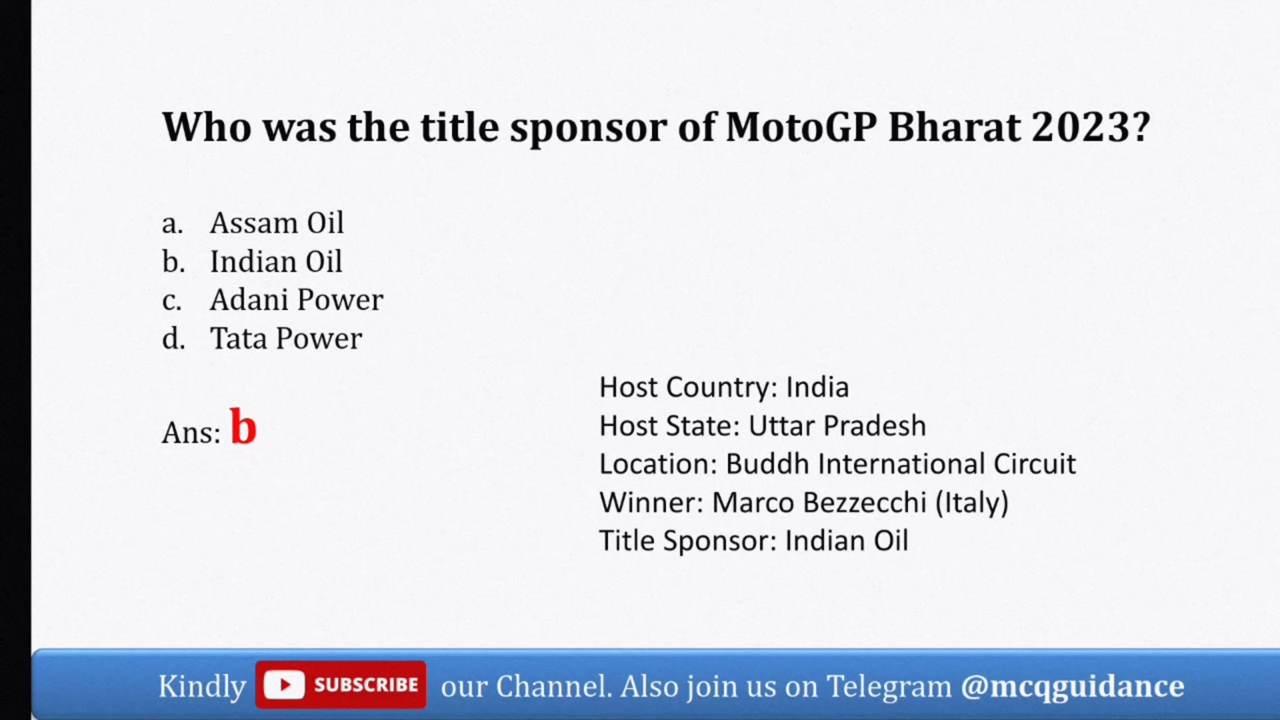 Who was the title sponsor of MotoGP Bharat 2023?
a. Assam Oil
b. Indian Oil
c. Adani Power
d. Tata Power
Ans: b
Host Country: India
Host State: Uttar Pradesh
Location: Buddh International Circuit
Winner: Marco Bezzecchi (Italy)
Title Sponsor: Indian Oil
Kindly SUBSCRIBE our Channel. Also join us on Telegram @mcqguidance